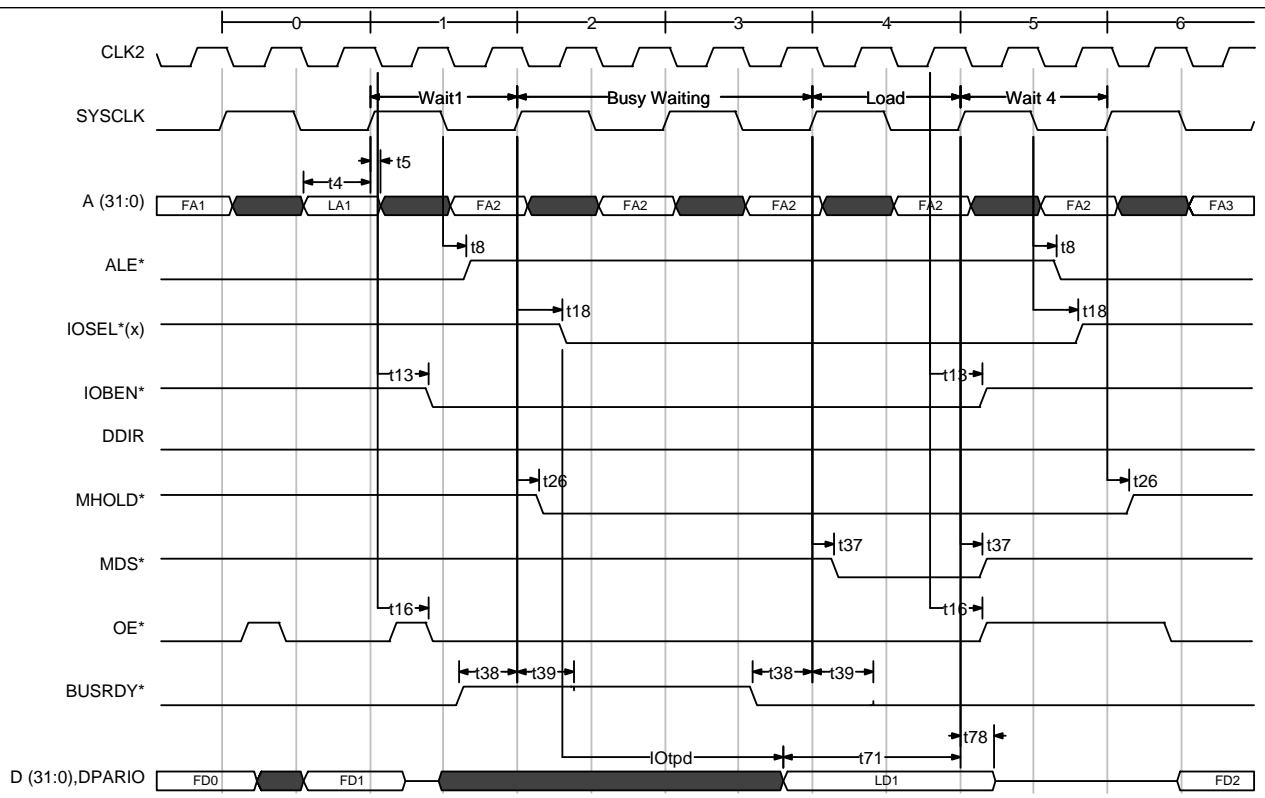 0 1 2 3 4 5 6
CLK2
Wait1 Busy Waiting Load Wait 4
SYSCLK
t5
t4
A (31:0) FA1 LA1 FA2 FA2 FA2 FA2 FA2 FA3
t8 t8
ALE*
t18 t18
IOSEL*(x)
t13 t13
IOBEN*
DDIR
t26 t26
MHOLD*
t37 t37
MDS*
t16 t16
OE*
t38 t39 t38 t39
BUSRDY*
t78
IOtpd t71
D (31:0),DPARIO FD0 FD1 LD1 FD2